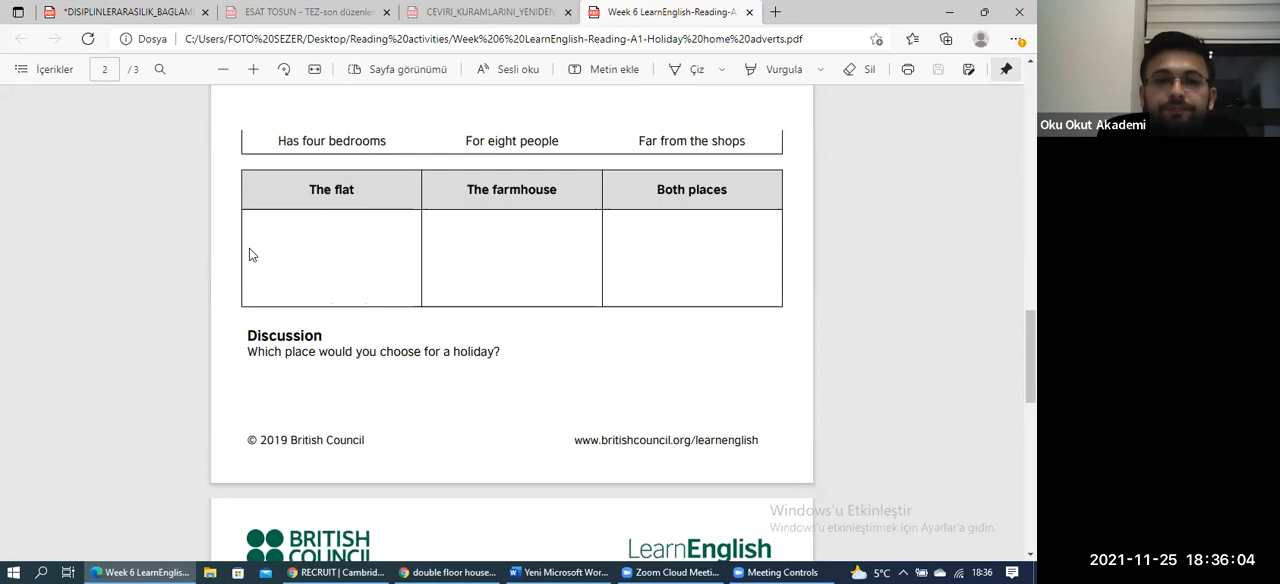 *DISIPLINLERARASILIK_BAGLAMI
ESAT TOSUN - TEZ-son düzenle
CEVIRI_KURAMLARINI_YENIDEN
Week 6 LearnEnglish-Reading-A
Dosya
C:/Users/FOTO%20SEZER/Desktop/Reading%20activities/Week%206%20LearnEnglish-Reading-A1-Holiday%20home%20adverts.pdf
İçerikler 2 / 3 Sayfa görünümü Sesli oku Metin ekle Çiz Vurgula Sil
Oku Okut Akademi
Has four bedrooms For eight people Far from the shops
The flat The farmhouse Both places
Discussion
Which place would you choose for a holiday?
© 2019 British Council www.britishcouncil.org/learnenglish
Windows'u Etkinleştir
Windows'u etkinleştirmek için Ayarlar'a gidin.
BRITISH
COUNCIL
LearnEnglish
2021-11-25 18:36:04
Week 6 LearnEnglis... RECRUIT | Cambrid... double floor house... Yeni Microsoft Wor... Zoom Cloud Meeti... Meeting Controls 5°C 18:36